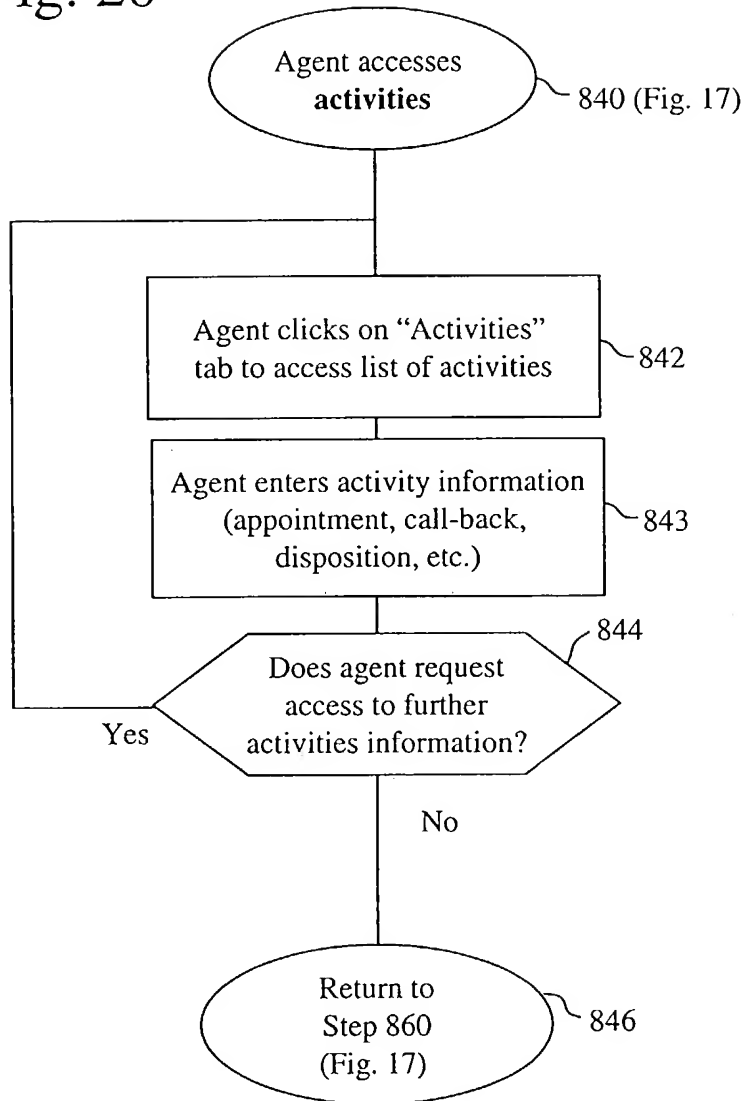 Fig. 20
Agent accesses
activities
840 (Fig. 17)
Agent clicks on “Activities”
tab to access list of activities
842
Agent enters activity information
(appointment, call-back,
disposition, etc.)
843
844
Does agent request
access to further
activities information?
Yes
No
Return to
Step 860
(Fig. 17)
846